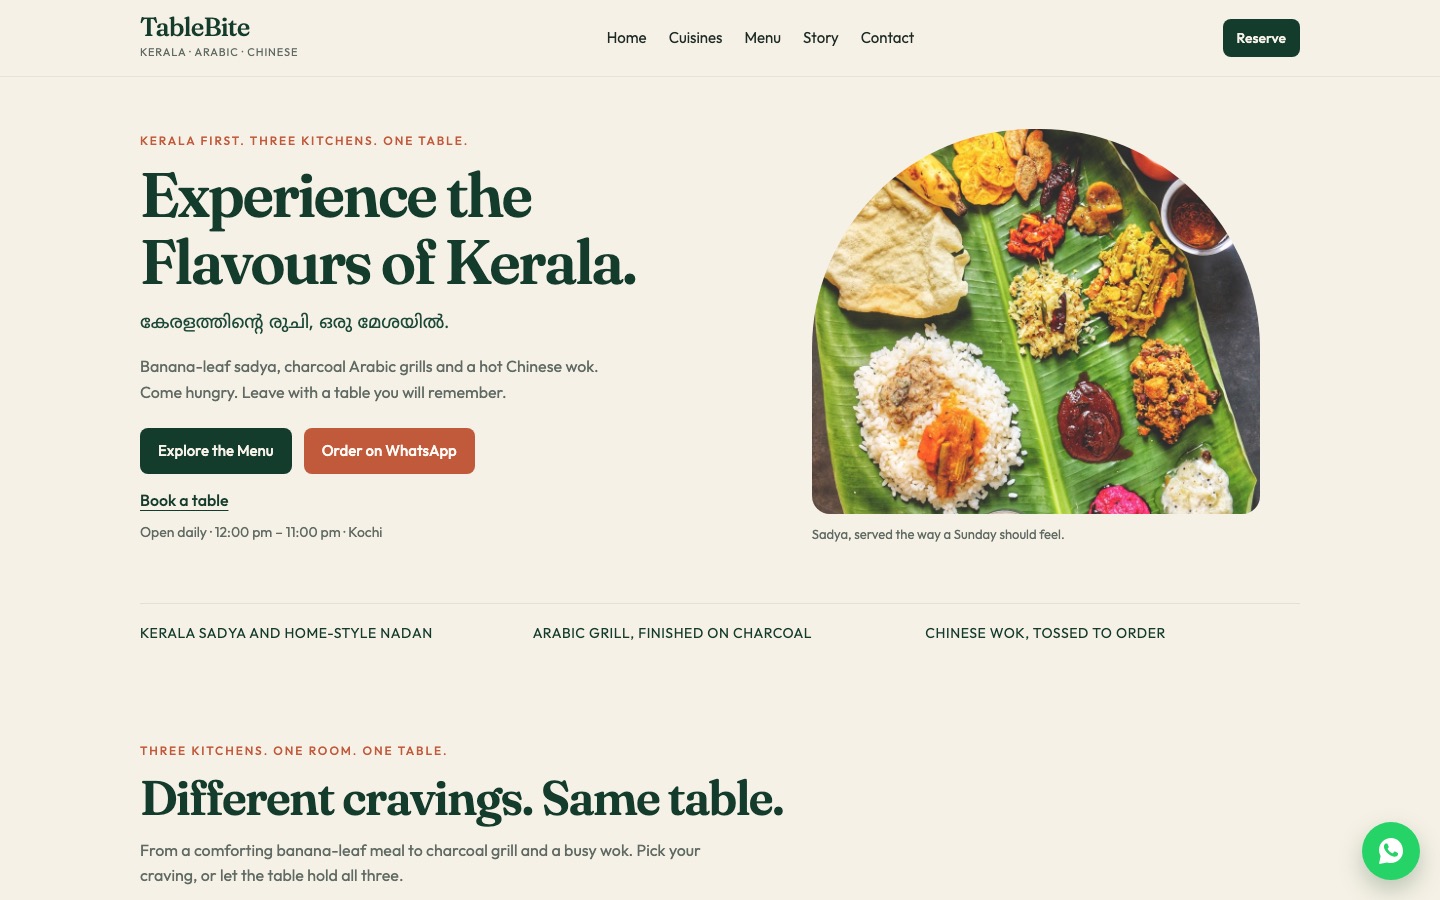 TableBite
KERALA · ARABIC · CHINESE
Home Cuisines Menu Story Contact
Reserve
KERALA FIRST. THREE KITCHENS. ONE TABLE.
Experience the
Flavours of Kerala.
കേരളത്തിന്റെ രുചി, ഒരു മേശയിൽ.
Banana-leaf sadya, charcoal Arabic grills and a hot Chinese wok.
Come hungry. Leave with a table you will remember.
Explore the Menu
Order on WhatsApp
Book a table
Open daily · 12:00 pm – 11:00 pm · Kochi
Sadya, served the way a Sunday should feel.
KERALA SADYA AND HOME-STYLE NADAN
ARABIC GRILL, FINISHED ON CHARCOAL
CHINESE WOK, TOSSED TO ORDER
THREE KITCHENS. ONE ROOM. ONE TABLE.
Different cravings. Same table.
From a comforting banana-leaf meal to charcoal grill and a busy wok. Pick your
craving, or let the table hold all three.